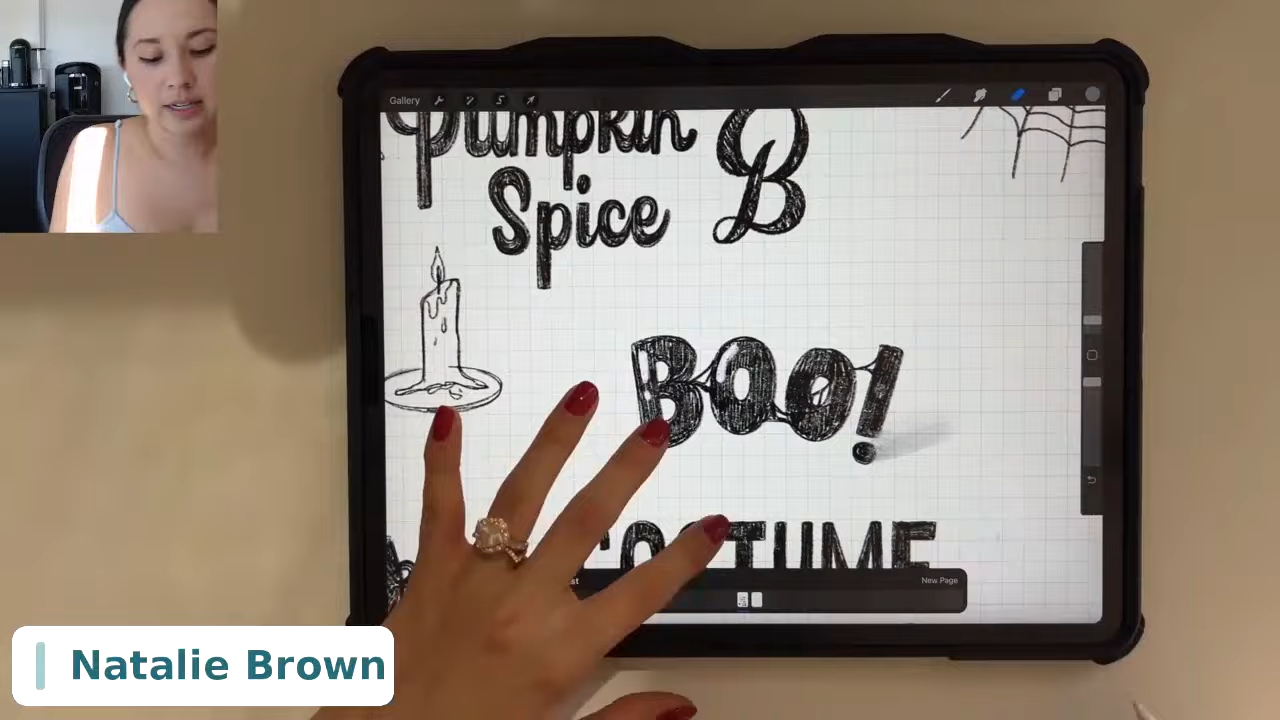 Gallery
Pumpkin
B
Spice
BOO!
COSTUME
New Page
Natalie Brown